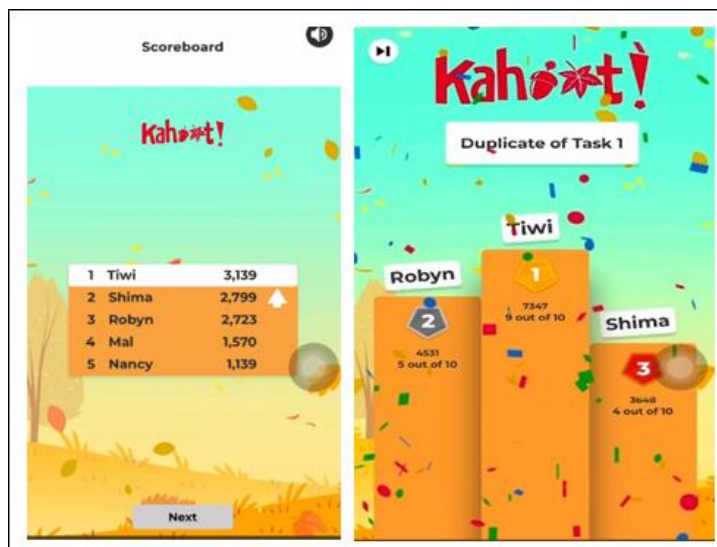 Scoreboard
Kahoot!
1 Tiwi 3,139
2 Shima 2,799
3 Robyn 2,723
4 Mal 1,570
5 Nancy 1,139
Next
Kahoot!
Duplicate of Task 1
Tiwi
1
7347
9 out of 10
Robyn
2
4531
5 out of 10
Shima
3
3648
4 out of 10